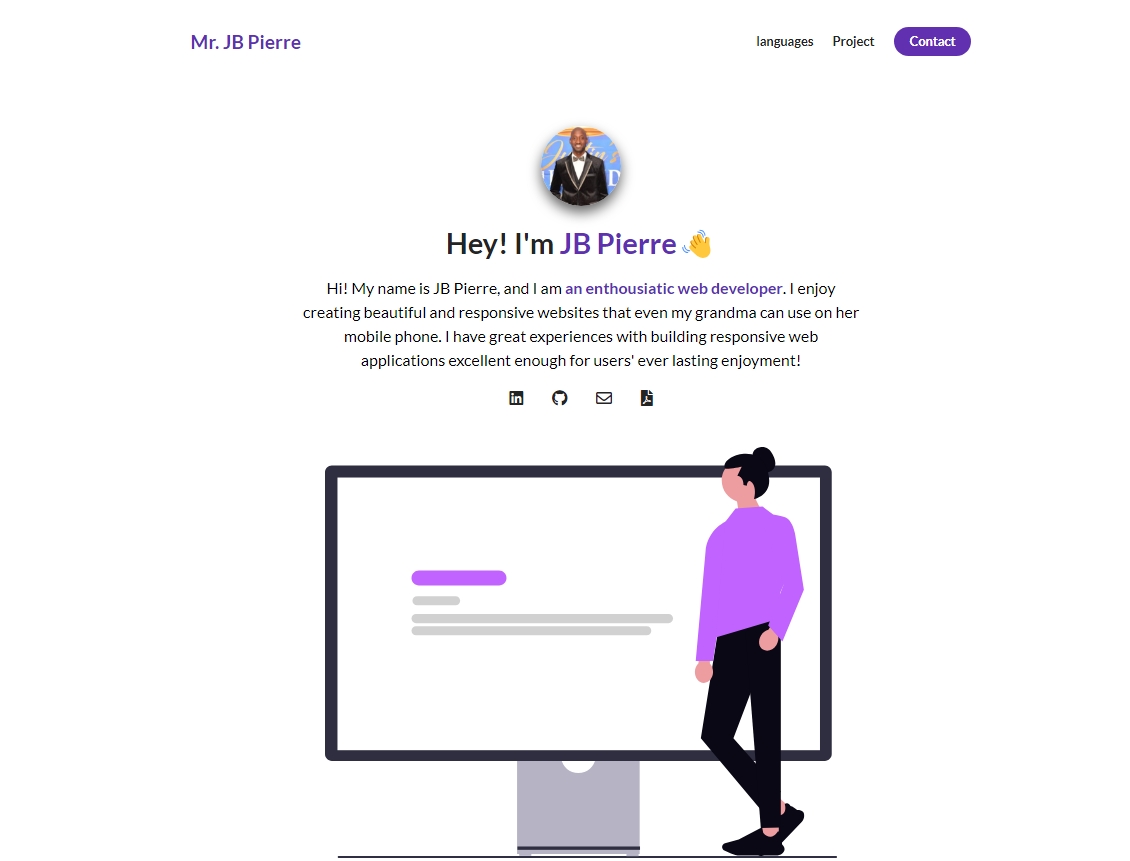 Mr. JB Pierre
languages Project Contact
Hey! I'm JB Pierre 👋
Hi! My name is JB Pierre, and I am an enthousiatic web developer. I enjoy
creating beautiful and responsive websites that even my grandma can use on her
mobile phone. I have great experiences with building responsive web
applications excellent enough for users' ever lasting enjoyment!